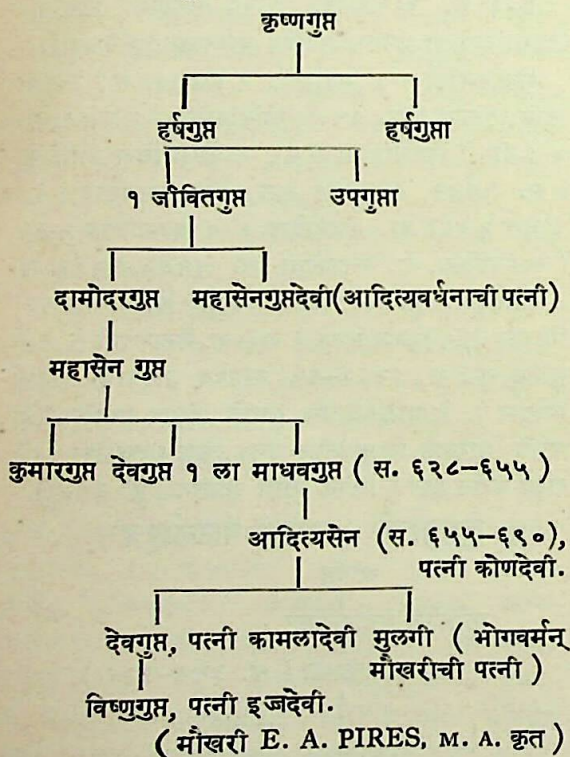 कृष्णगुप्त
हर्षगुप्त हर्षगुप्ता
१ जीवितगुप्त उपगुप्ता
दामोदरगुप्त महासेनगुप्तदेवी(आदित्यवर्धनाची पत्नी)
महासेन गुप्त
कुमारगुप्त देवगुप्त १ ला माधवगुप्त ( स. ६२८–६५५ )
आदित्यसेन (स. ६५५–६९०),
पत्नी कोणदेवी.
देवगुप्त, पत्नी कामलादेवी मुलगी ( भोगवर्मन्
मौखरीची पत्नी )
विष्णुगुप्त, पत्नी इज्जदेवी.
( मौखरी E. A. PIRES, M. A. कृत )